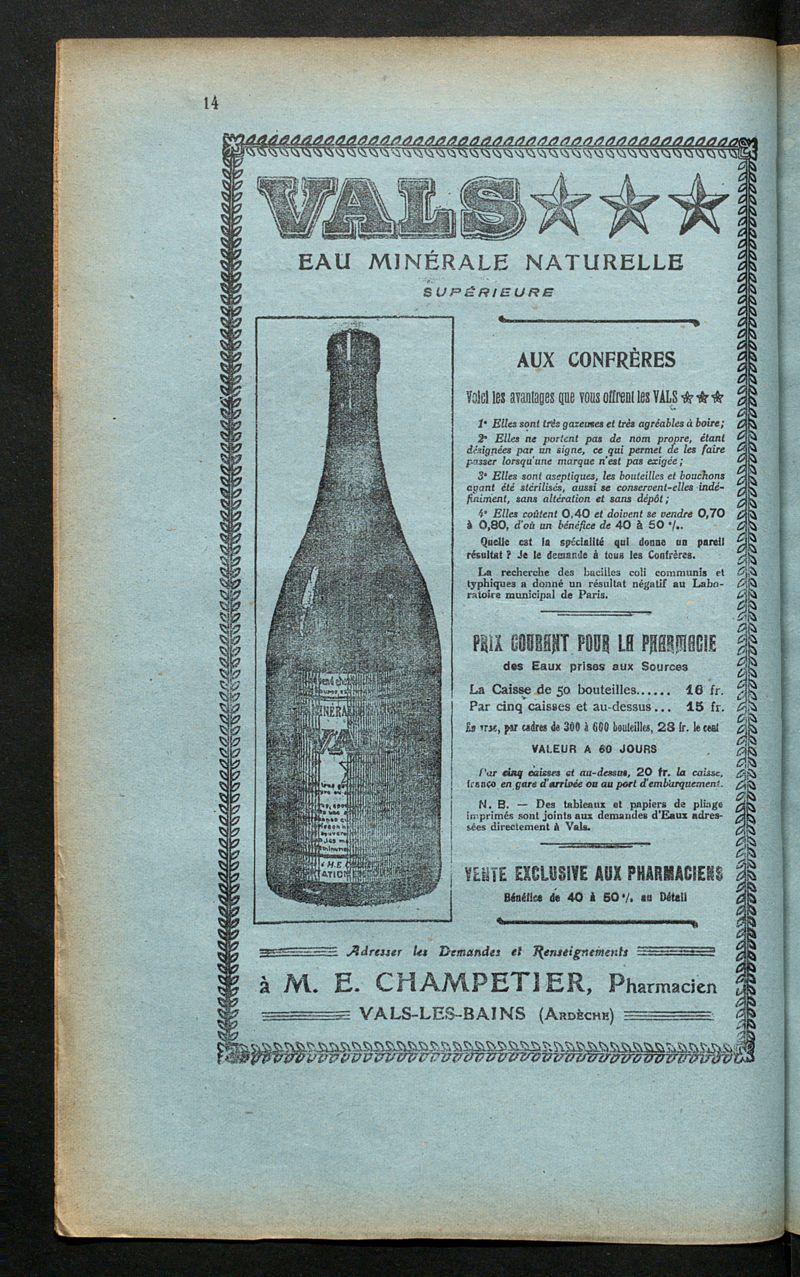 14
VALS
EAU MINÉRALE NATURELLE
SUPÉRIEURE
AUX CONFRÈRES
Voici les avantages que vous offrent les VALS
1° Elles sont très gazeuses et très agréables à boire;
2° Elles ne portent pas de nom propre, étant
désignées par un signe, ce qui permet de les faire
passer lorsqu'une marque n'est pas exigée;
3° Elles sont aseptiques, les bouteilles et bouchons
ayant été stérilisés, aussi se conservent-elles indé-
finiment, sans altération et sans dépôt;
4° Elles coûtent 0,40 et doivent se vendre 0,70
à 0,80, d'où un bénéfice de 40 à 50 °/..
Quelle est la spécialité qui donne un pareil
résultat ? Je le demande à tous les Confrères.
La recherche des bacilles coli communis et
typhiques a donné un résultat négatif au Labo-
ratoire municipal de Paris.
PRIX COURANT POUR LA PHARMACIE
des Eaux prises aux Sources
La Caisse de 50 bouteilles...... 16 fr.
Par cinq caisses et au-dessus... 15 fr.
En vrac, par cadres de 300 à 600 bouteilles, 28 fr. le cent
VALEUR A 60 JOURS
Par cinq caisses et au-dessus, 20 fr. la caisse,
franco en gare d'arrivée ou au port d'embarquement.
N. B. — Des tableaux et papiers de pliage
imprimés sont joints aux demandes d'Eaux adres-
sées directement à Vals.
VENTE EXCLUSIVE AUX PHARMACIENS
Bénéfice de 40 à 50 °/. au Détail
MINÉRALE
VALS
Adresser les Demandes et Renseignements
à M. E. CHAMPETIER, Pharmacien
VALS-LES-BAINS (ARDÈCHE)